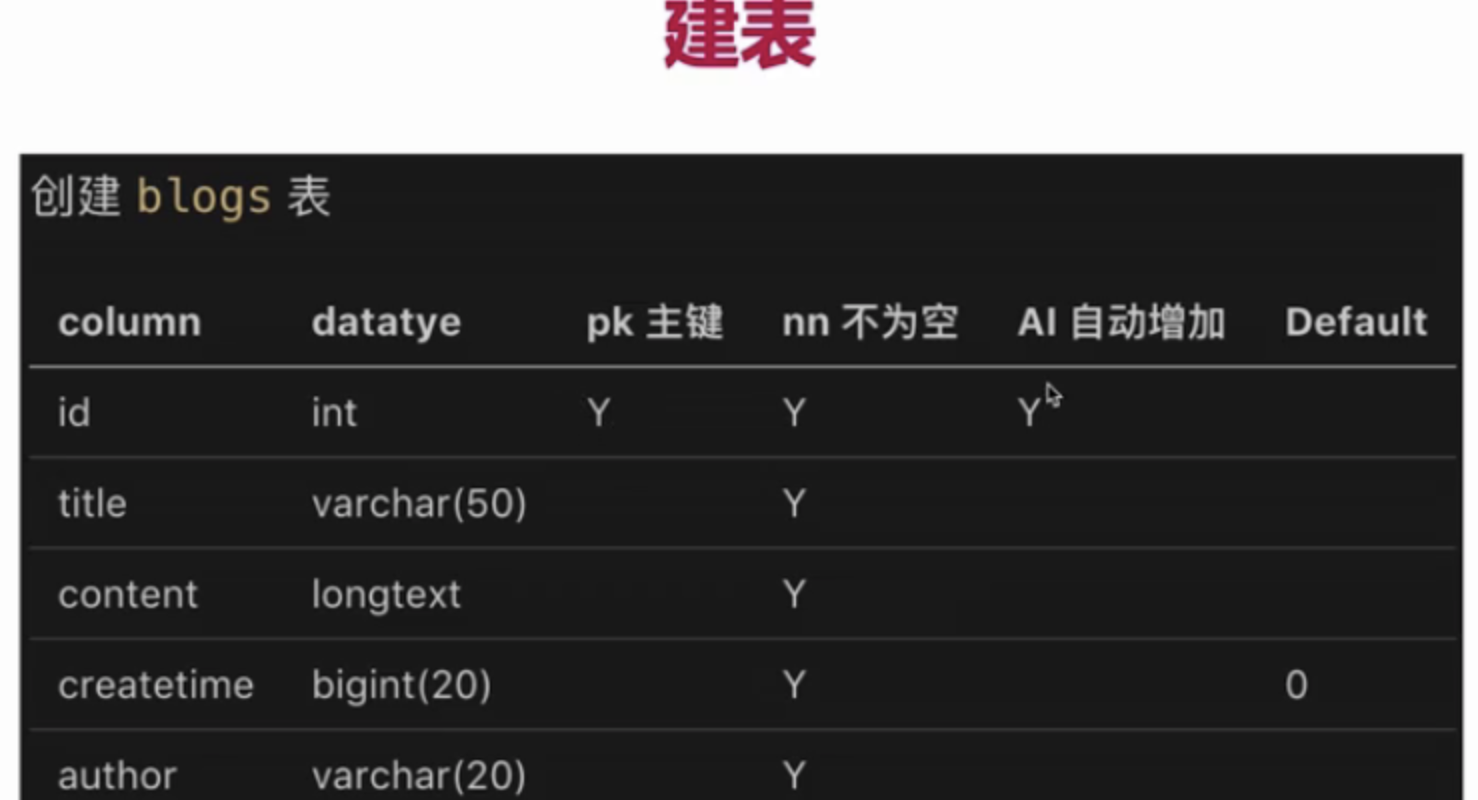 建表
创建 blogs 表
column datatye pk 主键 nn 不为空 AI 自动增加 Default
id int Y Y Y
title varchar(50) Y
content longtext Y
createtime bigint(20) Y 0
author varchar(20) Y